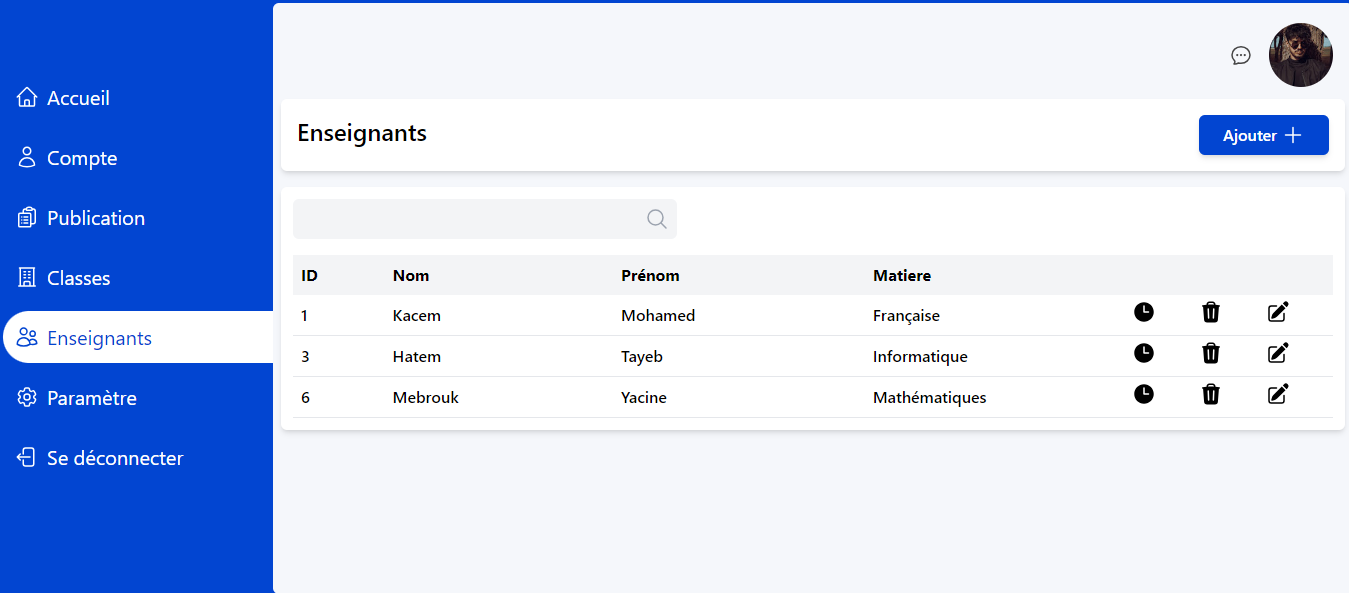 Accueil
Compte
Publication
Classes
Enseignants
Paramètre
Se déconnecter
Enseignants
Ajouter
ID Nom Prénom Matiere
1 Kacem Mohamed Française
3 Hatem Tayeb Informatique
6 Mebrouk Yacine Mathématiques